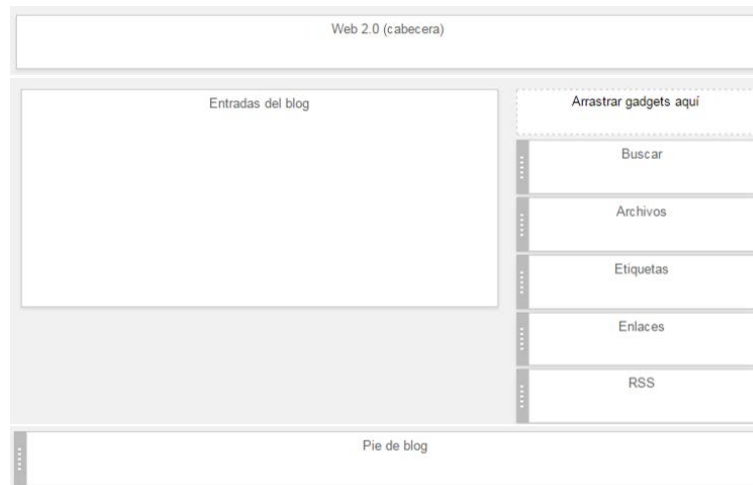 Web 2.0 (cabecera)
Entradas del blog
Arrastrar gadgets aquí
Buscar
Archivos
Etiquetas
Enlaces
RSS
Pie de blog